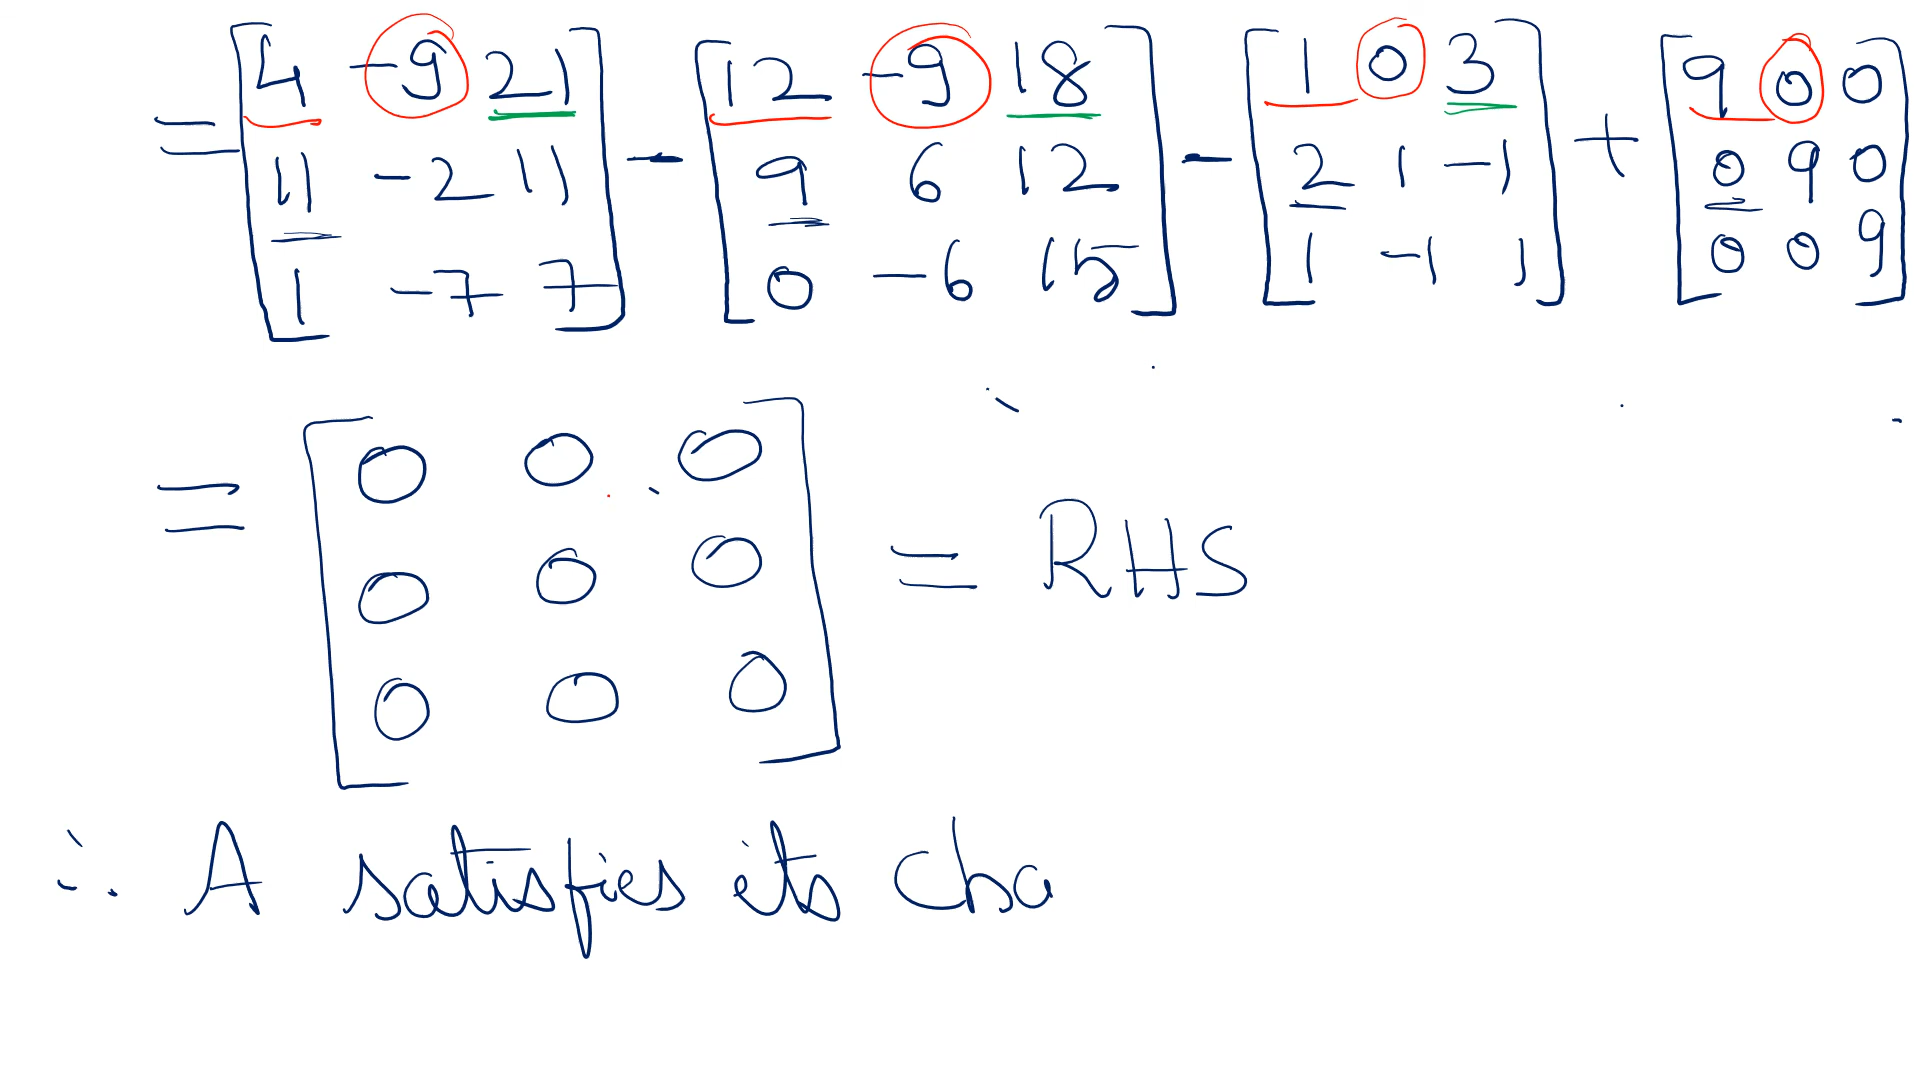 = [4 -9 21] - [12 -9 18] - [1 0 3] + [9 0 0]
[11 -2 11] [9 6 12] [2 1 -1] [0 9 0]
[1 -7 7] [0 -6 15] [1 -1 1] [0 0 9]
= [0 0 0]
[0 0 0] = RHS
[0 0 0]
∴ A satisfies its cha